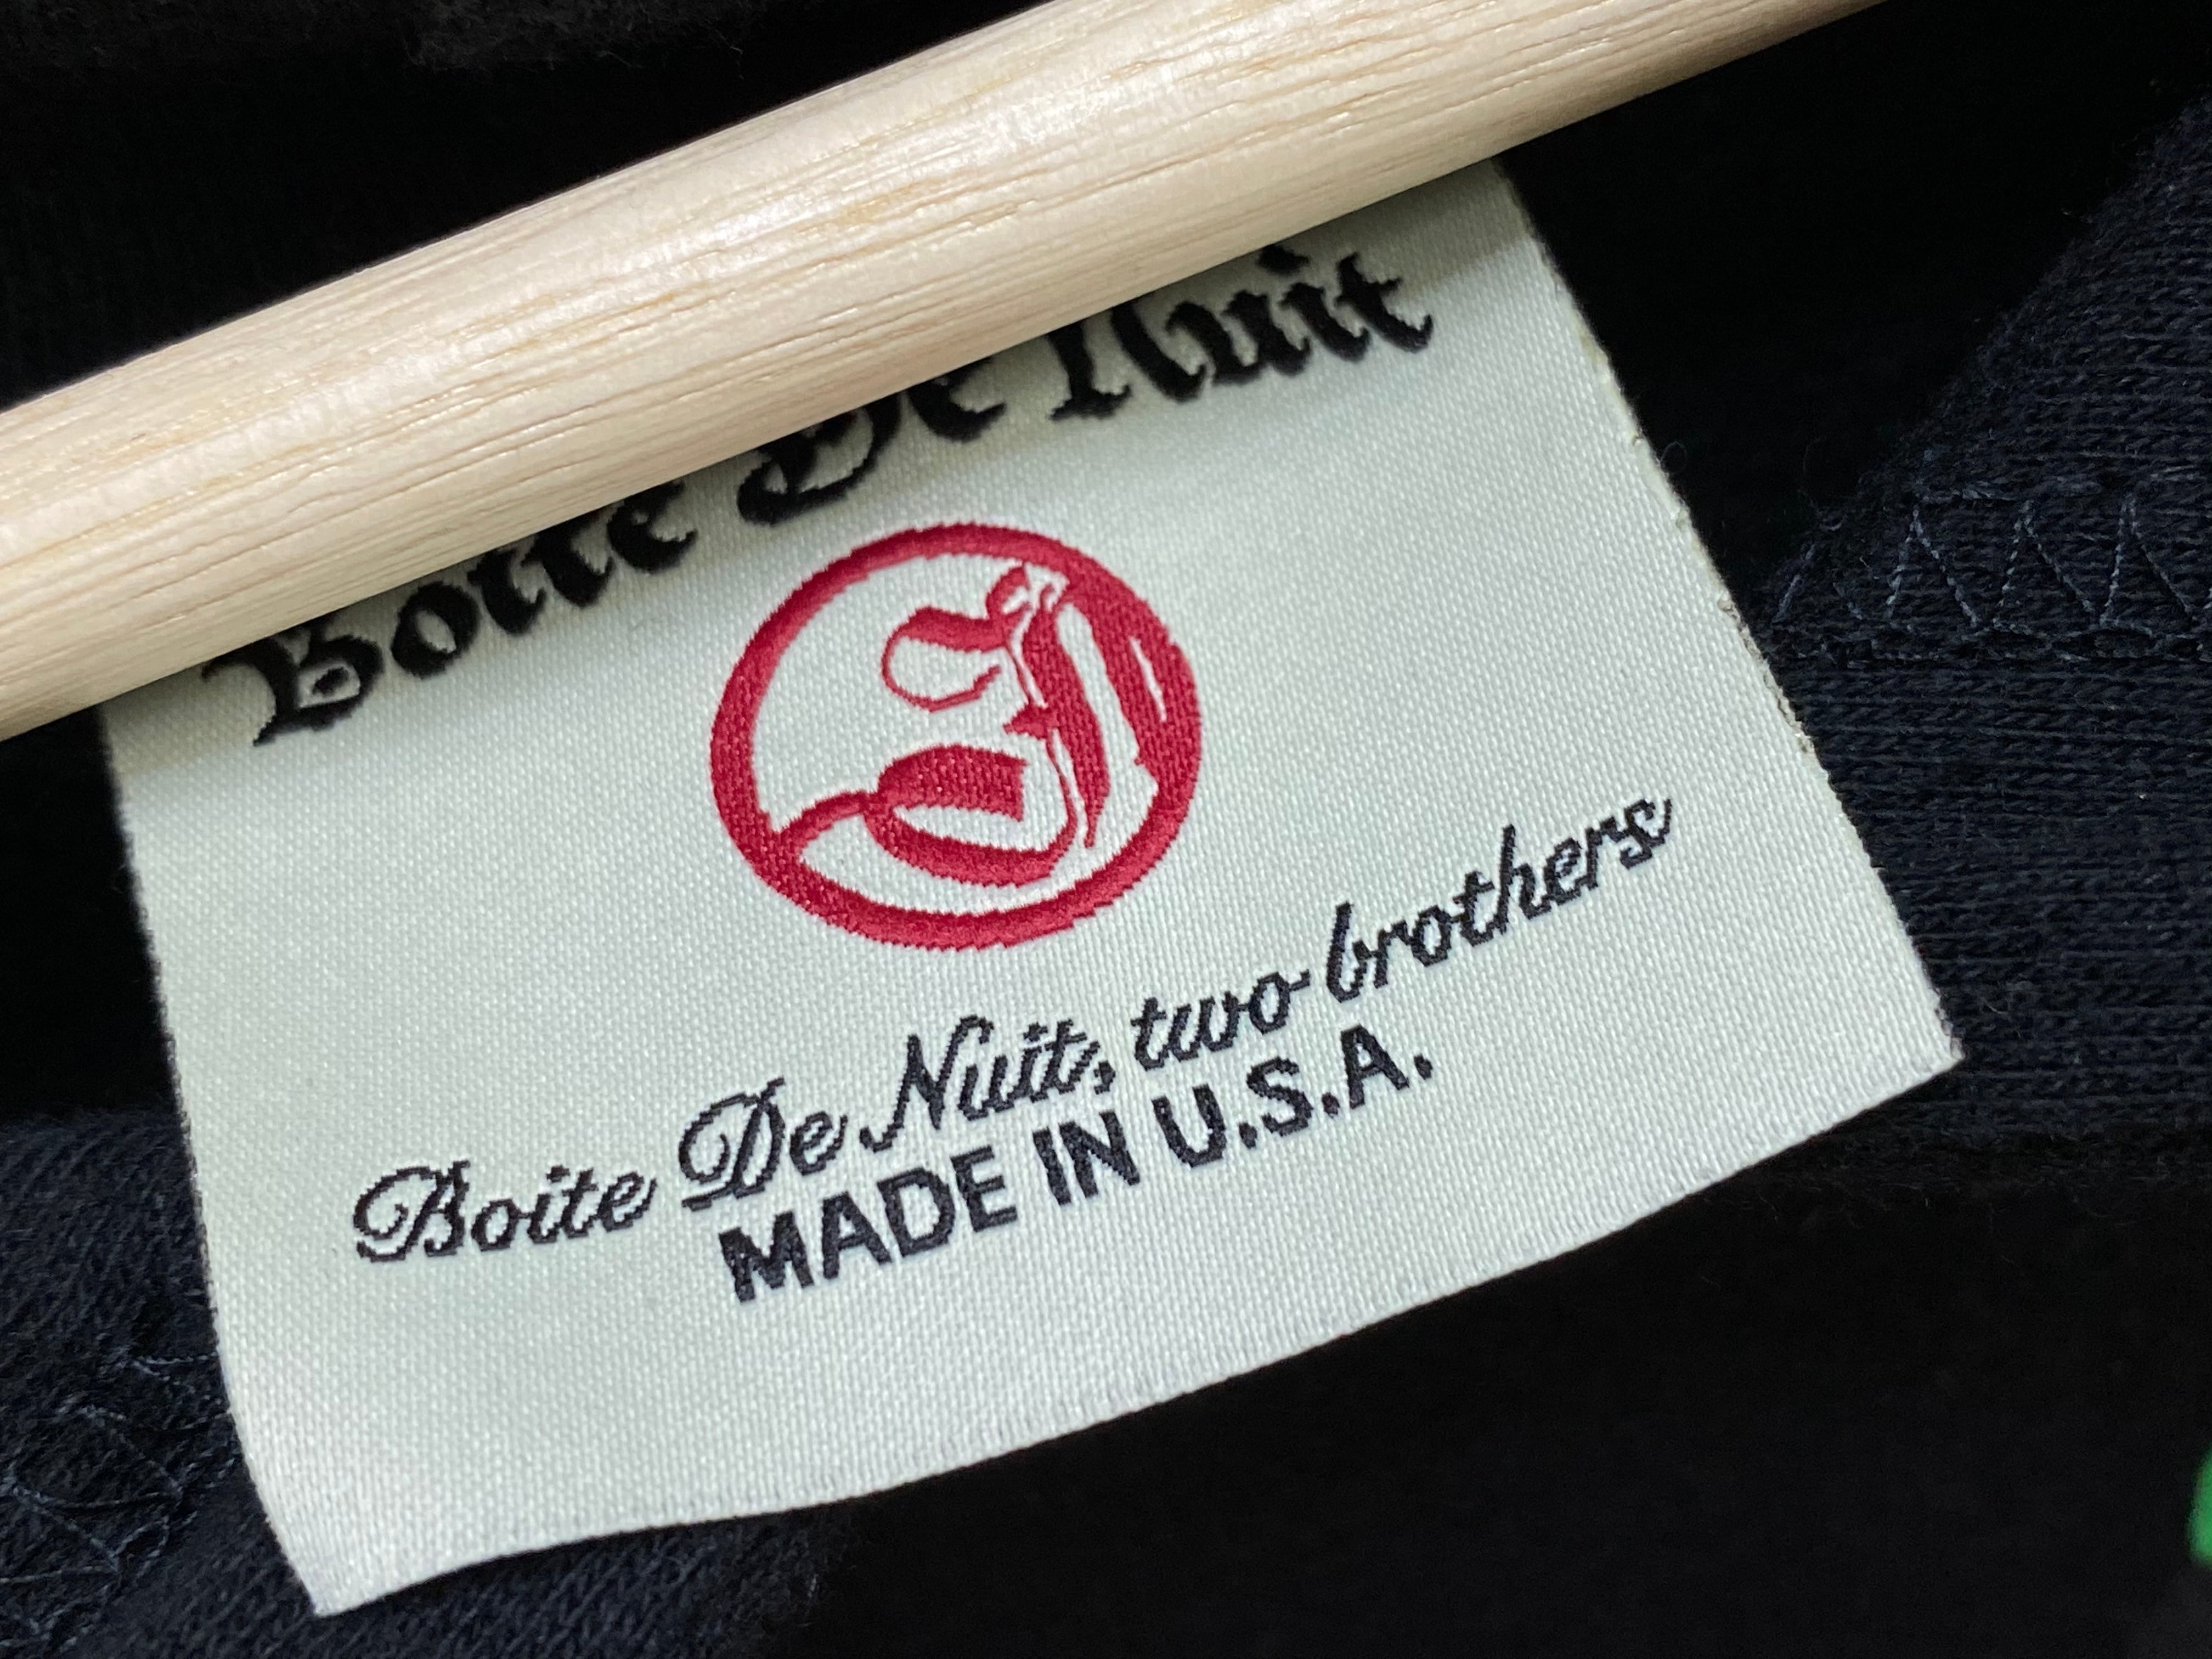 Boite De Nuit
Boite De Nuit, two brothers
MADE IN U.S.A.